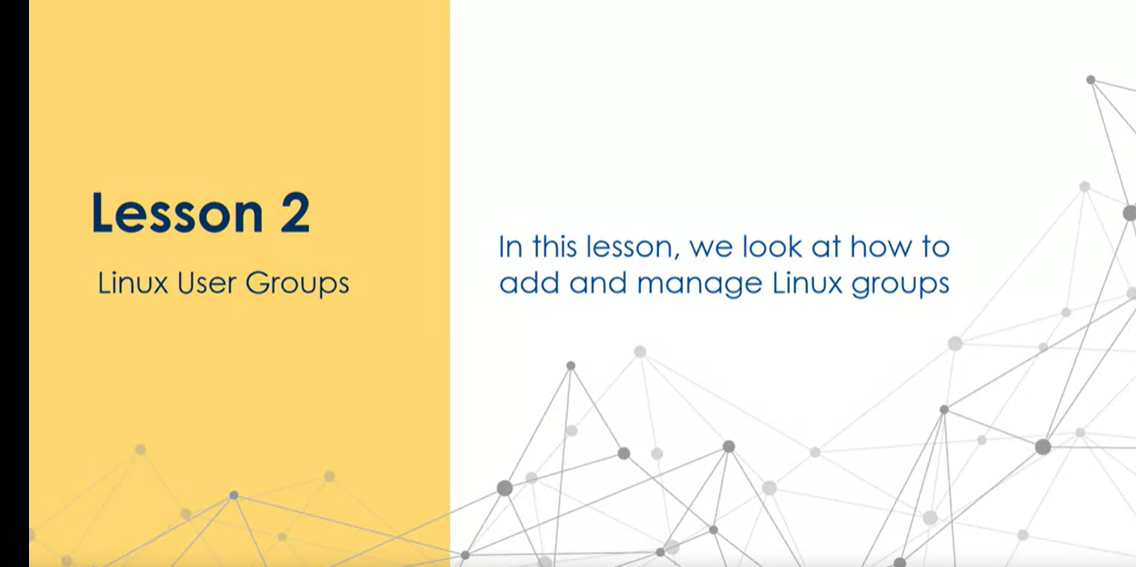 Lesson 2
Linux User Groups
In this lesson, we look at how to
add and manage Linux groups